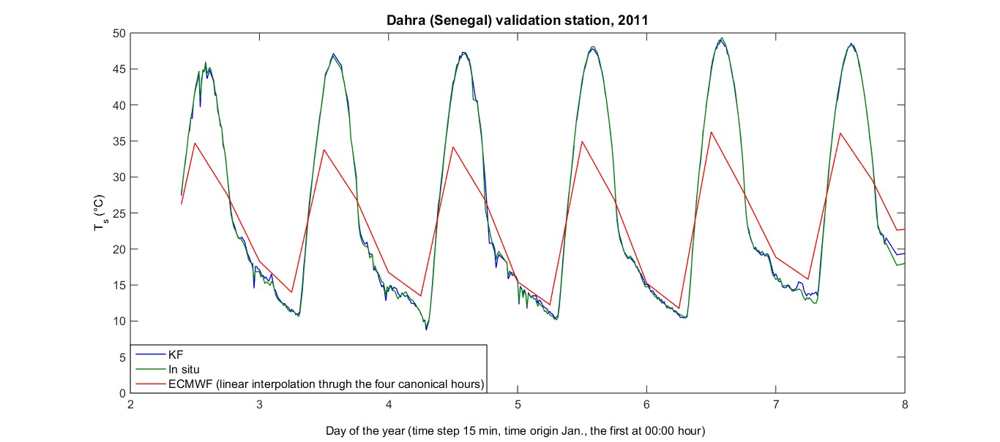 Dahra (Senegal) validation station, 2011
50
45
40
35
30
25
20
15
10
5
0
T_s (°C)
KF
In situ
ECMWF (linear interpolation thrugh the four canonical hours)
2 3 4 5 6 7 8
Day of the year (time step 15 min, time origin Jan., the first at 00:00 hour)